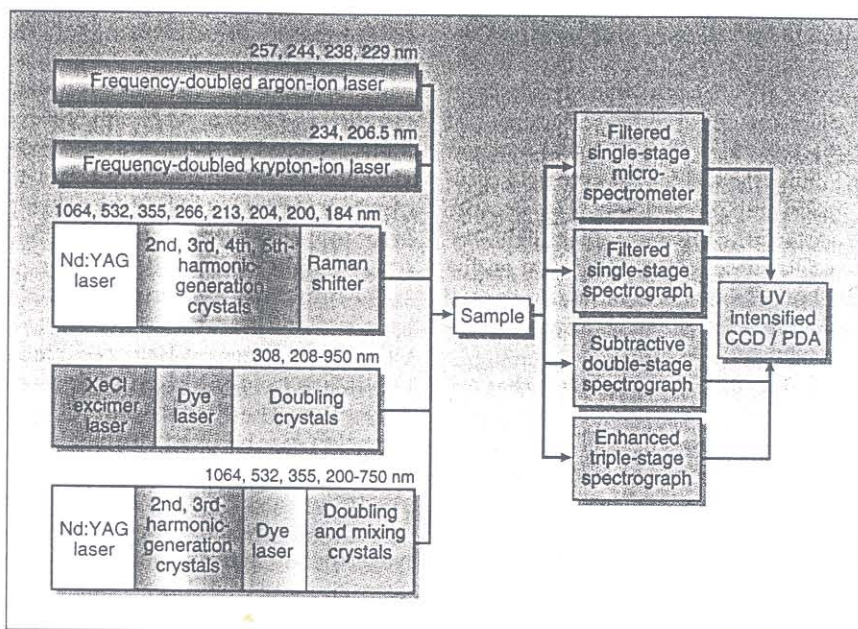 257, 244, 238, 229 nm
Frequency-doubled argon-ion laser
234, 206.5 nm
Frequency-doubled krypton-ion laser
1064, 532, 355, 266, 213, 204, 200, 184 nm
Nd:YAG
laser
2nd, 3rd, 4th, 5th-
harmonic-
generation
crystals
Raman
shifter
308, 208-950 nm
XeCl
excimer
laser
Dye
laser
Doubling
crystals
1064, 532, 355, 200-750 nm
Nd:YAG
laser
2nd, 3rd-
harmonic-
generation
crystals
Dye
laser
Doubling
and mixing
crystals
Sample
Filtered
single-stage
micro-
spectrometer
Filtered
single-stage
spectrograph
Subtractive
double-stage
spectrograph
Enhanced
triple-stage
spectrograph
UV
intensified
CCD / PDA